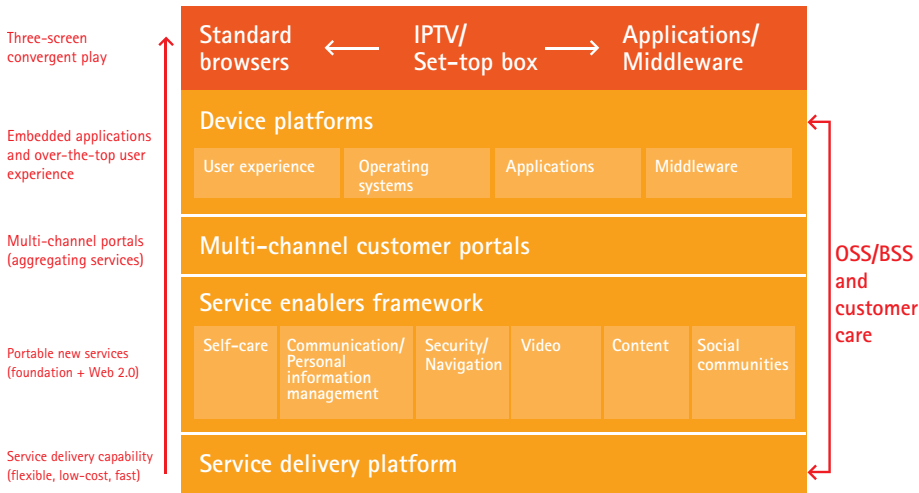 Three-screen
convergent play
Standard
browsers
IPTV/
Set-top box
Applications/
Middleware
Embedded applications
and over-the-top user
experience
Device platforms
User experience
Operating
systems
Applications
Middleware
Multi-channel portals
(aggregating services)
Multi-channel customer portals
Service enablers framework
Portable new services
(foundation + Web 2.0)
Self-care
Communication/
Personal
information
management
Security/
Navigation
Video
Content
Social
communities
Service delivery capability
(flexible, low-cost, fast)
Service delivery platform
OSS/BSS
and
customer
care